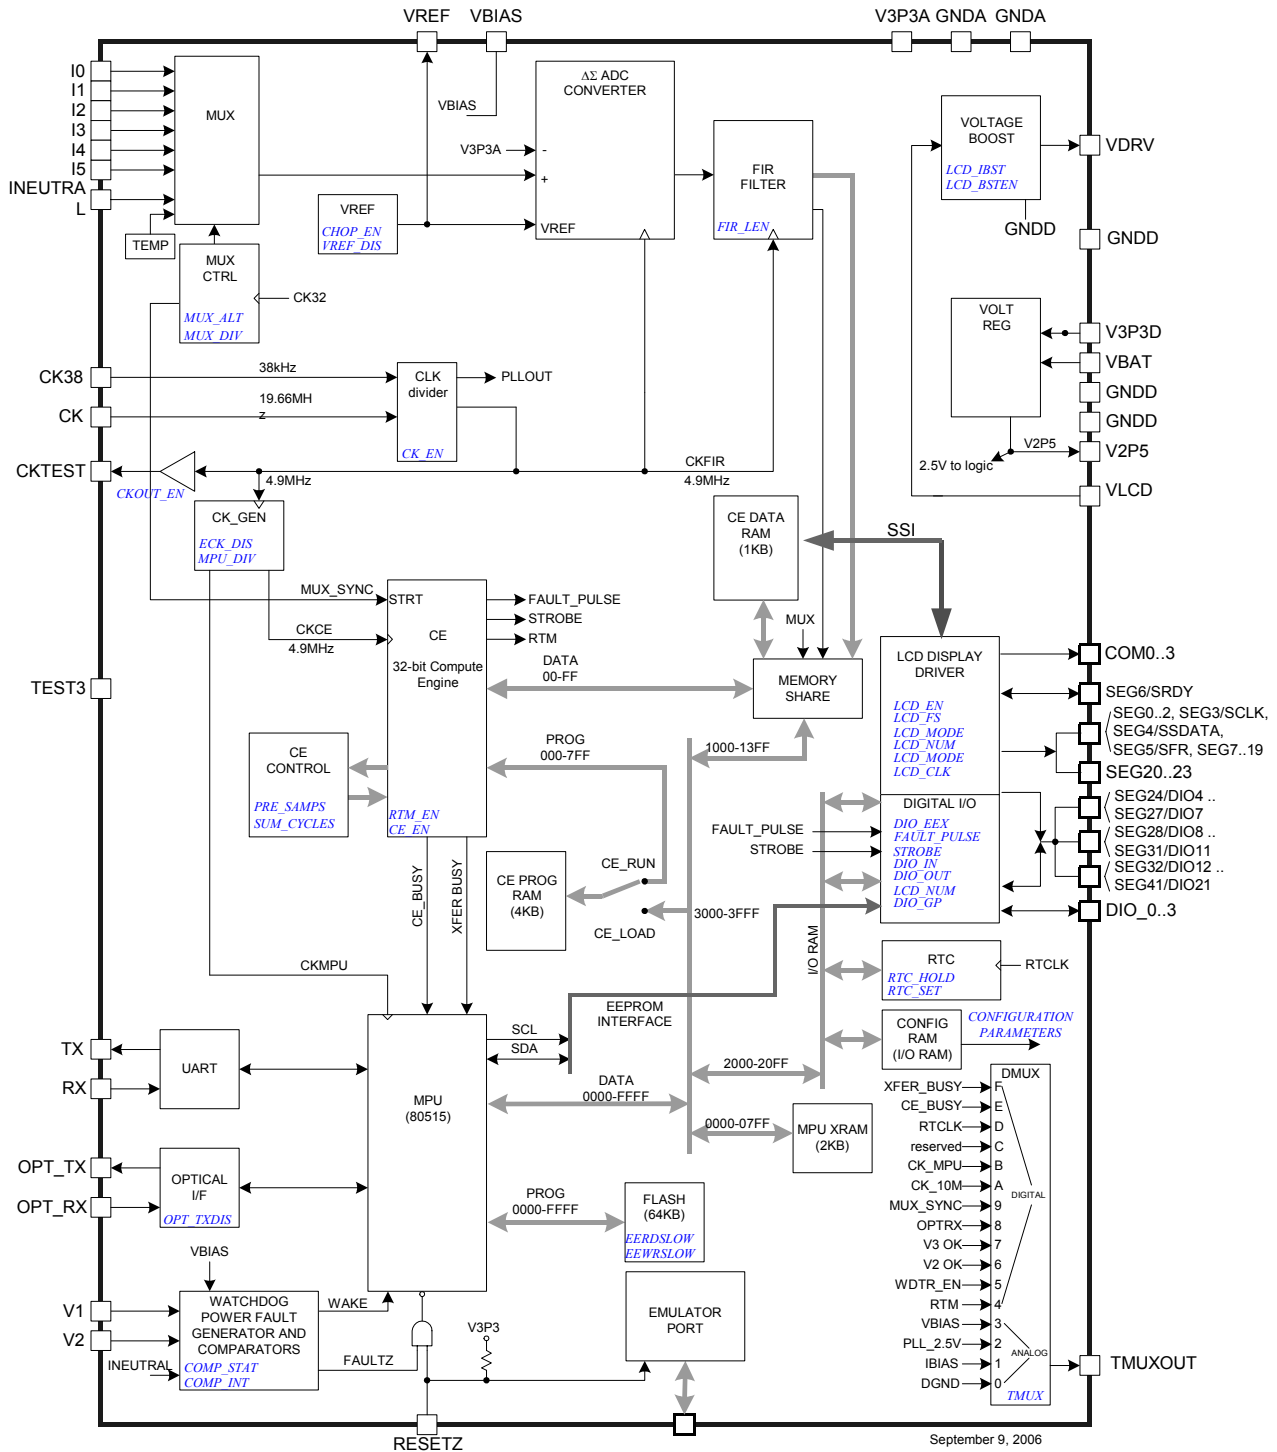 VREF VBIAS V3P3A GNDA GNDA
I0
I1
I2
I3
I4
I5
INEUTRA
L
MUX
TEMP
MUX
CTRL
MUX_ALT
MUX_DIV
CK32
VBIAS
V3P3A
VREF
CHOP_EN
VREF_DIS
ΔΣ ADC
CONVERTER
-
+
VREF
FIR
FILTER
FIR_LEN
VOLTAGE
BOOST
LCD_IBST
LCD_BSTEN
GNDD
VDRV
GNDD
VOLT
REG
V3P3D
VBAT
GNDD
GNDD
V2P5
V2P5
2.5V to logic
VLCD
CK38
38kHz
CK
19.66MH
z
CLK
divider
CK_EN
PLLOUT
CKTEST
CKOUT_EN
4.9MHz
CKFIR
4.9MHz
CK_GEN
ECK_DIS
MPU_DIV
CE DATA
RAM
(1KB)
SSI
MUX_SYNC
STRT
CKCE
4.9MHz
CE
32-bit Compute
Engine
RTM_EN
CE_EN
FAULT_PULSE
STROBE
RTM
DATA
00-FF
MUX
MEMORY
SHARE
TEST3
CE
CONTROL
PRE_SAMPS
SUM_CYCLES
PROG
000-7FF
1000-13FF
LCD DISPLAY
DRIVER
LCD_EN
LCD_FS
LCD_MODE
LCD_NUM
LCD_MODE
LCD_CLK
DIGITAL I/O
DIO_EEX
FAULT_PULSE
STROBE
DIO_IN
DIO_OUT
LCD_NUM
DIO_GP
FAULT_PULSE
STROBE
COM0..3
SEG6/SRDY
SEG0..2, SEG3/SCLK,
SEG4/SSDATA,
SEG5/SFR, SEG7..19
SEG20..23
SEG24/DIO4 ..
SEG27/DIO7
SEG28/DIO8 ..
SEG31/DIO11
SEG32/DIO12 ..
SEG41/DIO21
DIO_0..3
CE_BUSY
XFER BUSY
CE PROG
RAM
(4KB)
CE_RUN
CE_LOAD
3000-3FFF
I/O RAM
RTC
RTC_HOLD
RTC_SET
RTCLK
CKMPU
EEPROM
INTERFACE
SCL
SDA
CONFIG
RAM
(I/O RAM)
CONFIGURATION
PARAMETERS
TX
RX
UART
MPU
(80515)
DATA
0000-FFFF
2000-20FF
0000-07FF
MPU XRAM
(2KB)
OPT_TX
OPT_RX
OPTICAL
I/F
OPT_TXDIS
PROG
0000-FFFF
FLASH
(64KB)
EERDSLOW
EEWRSLOW
DMUX
XFER_BUSY F
CE_BUSY E
RTCLK D
reserved C
CK_MPU B
CK_10M A
MUX_SYNC 9
OPTRX 8
V3 OK 7
V2 OK 6
WDTR_EN 5
RTM 4
VBIAS 3
PLL_2.5V 2
IBIAS 1
DGND 0
DIGITAL
ANALOG
TMUX
TMUXOUT
VBIAS
V1
V2
INEUTRAL
WATCHDOG
POWER FAULT
GENERATOR AND
COMPARATORS
COMP_STAT
COMP_INT
WAKE
FAULTZ
V3P3
EMULATOR
PORT
RESETZ
September 9, 2006